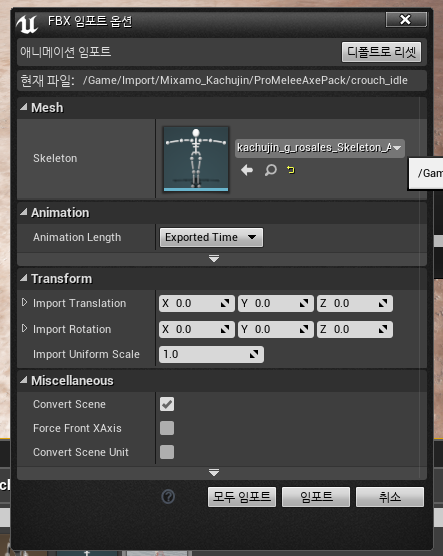 FBX 임포트 옵션
애니메이션 임포트
디폴트로 리셋
현재 파일: /Game/Import/Mixamo_Kachujin/ProMeleeAxePack/crouch_idle
Mesh
Skeleton
kachujin_g_rosales_Skeleton_A
/Gam
Animation
Animation Length
Exported Time
Transform
Import Translation X 0.0 Y 0.0 Z 0.0
Import Rotation X 0.0 Y 0.0 Z 0.0
Import Uniform Scale 1.0
Miscellaneous
Convert Scene
Force Front XAxis
Convert Scene Unit
모두 임포트 임포트 취소